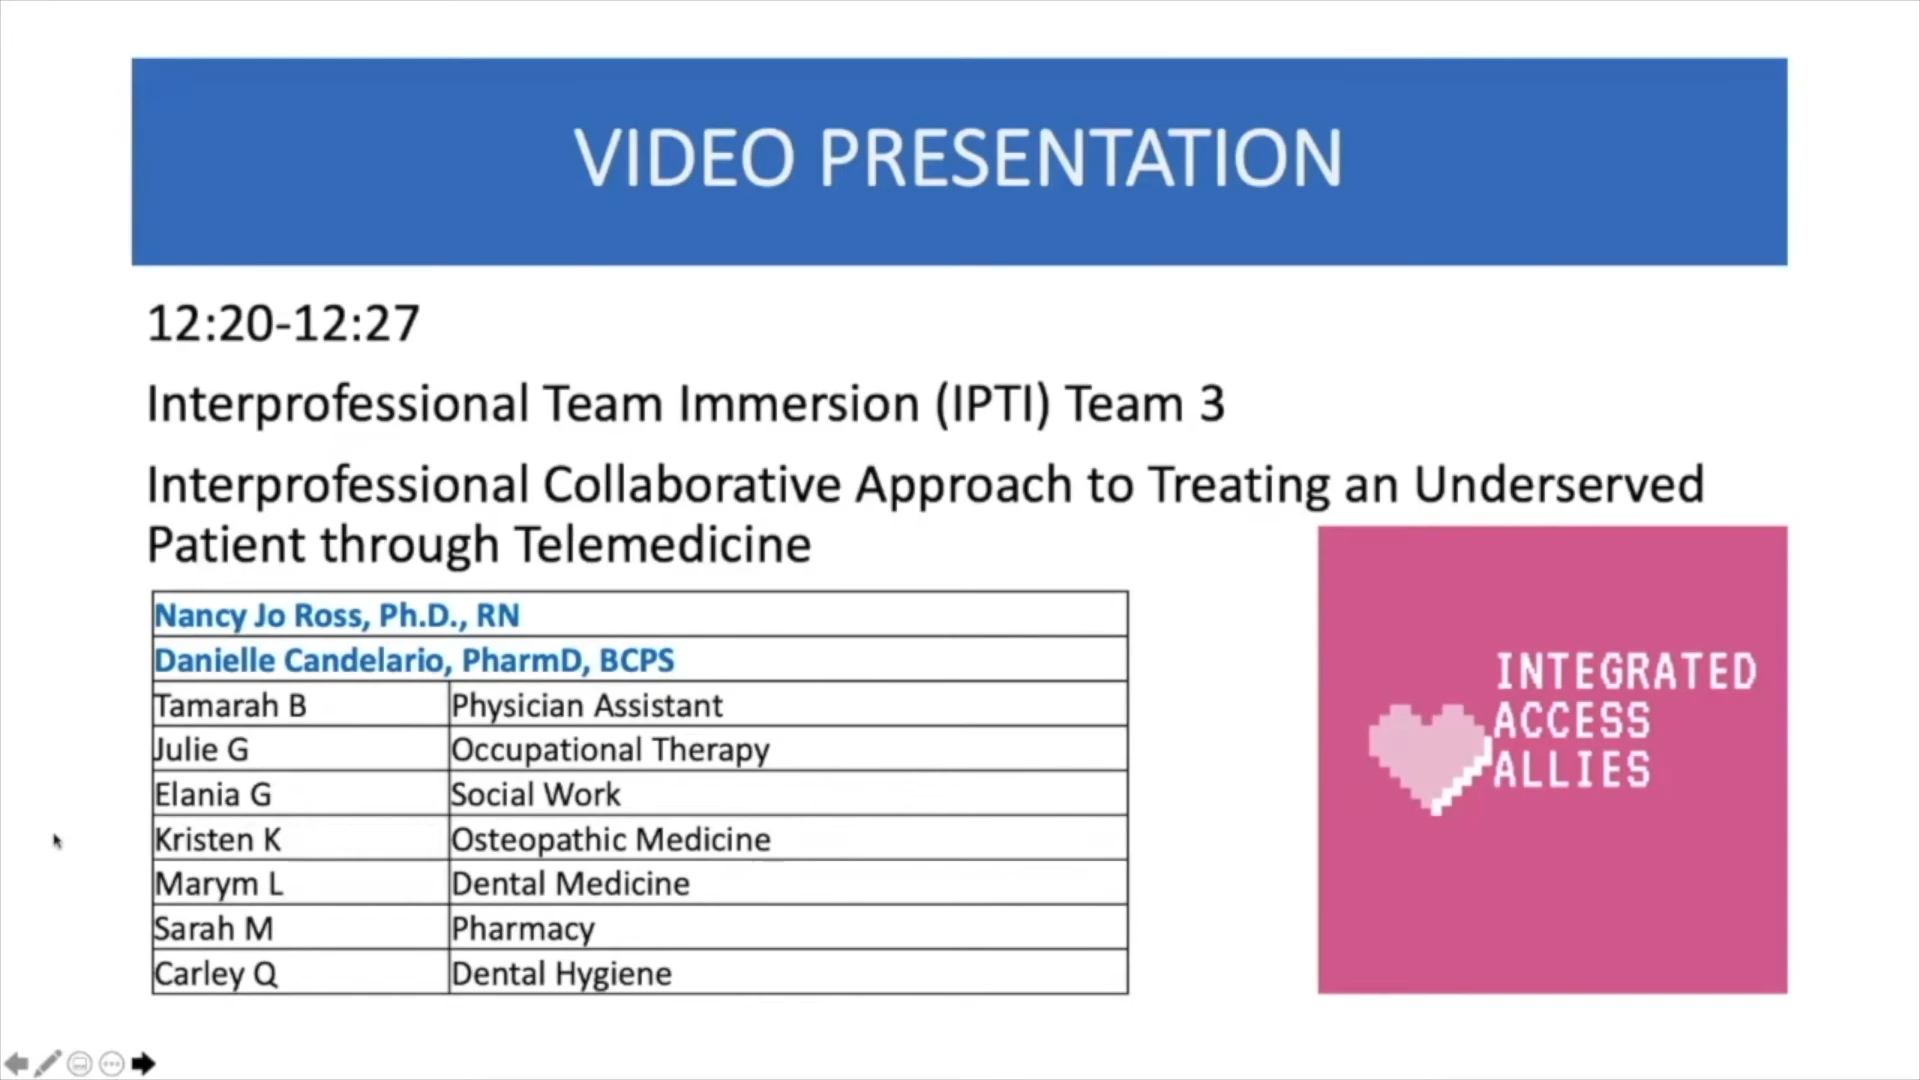 VIDEO PRESENTATION
12:20-12:27
Interprofessional Team Immersion (IPTI) Team 3
Interprofessional Collaborative Approach to Treating an Underserved
Patient through Telemedicine
Nancy Jo Ross, Ph.D., RN
Danielle Candelario, PharmD, BCPS
Tamarah B Physician Assistant
Julie G Occupational Therapy
Elania G Social Work
Kristen K Osteopathic Medicine
Marym L Dental Medicine
Sarah M Pharmacy
Carley Q Dental Hygiene
INTEGRATED
ACCESS
ALLIES